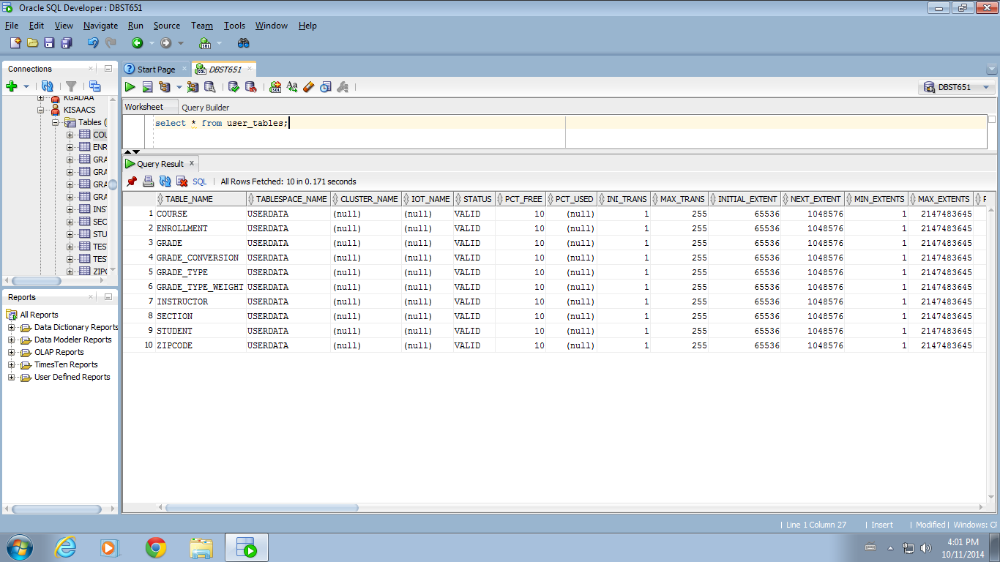 Oracle SQL Developer : DBST651
File Edit View Navigate Run Source Team Tools Window Help
Connections
KGADAA
KISAACS
Tables (
COU
ENR
GRA
GRA
GRA
GRA
INS
SEC
STU
TES
TES
ZIPC
Reports
All Reports
Data Dictionary Reports
Data Modeler Reports
OLAP Reports
TimesTen Reports
User Defined Reports
Start Page DBST651
DBST651
Worksheet Query Builder
select * from user_tables;
Query Result
SQL | All Rows Fetched: 10 in 0.171 seconds
TABLE_NAME TABLESPACE_NAME CLUSTER_NAME IOT_NAME STATUS PCT_FREE PCT_USED INI_TRANS MAX_TRANS INITIAL_EXTENT NEXT_EXTENT MIN_EXTENTS MAX_EXTENTS P
1 COURSE USERDATA (null) (null) VALID 10 (null) 1 255 65536 1048576 1 2147483645
2 ENROLLMENT USERDATA (null) (null) VALID 10 (null) 1 255 65536 1048576 1 2147483645
3 GRADE USERDATA (null) (null) VALID 10 (null) 1 255 65536 1048576 1 2147483645
4 GRADE_CONVERSION USERDATA (null) (null) VALID 10 (null) 1 255 65536 1048576 1 2147483645
5 GRADE_TYPE USERDATA (null) (null) VALID 10 (null) 1 255 65536 1048576 1 2147483645
6 GRADE_TYPE_WEIGHT USERDATA (null) (null) VALID 10 (null) 1 255 65536 1048576 1 2147483645
7 INSTRUCTOR USERDATA (null) (null) VALID 10 (null) 1 255 65536 1048576 1 2147483645
8 SECTION USERDATA (null) (null) VALID 10 (null) 1 255 65536 1048576 1 2147483645
9 STUDENT USERDATA (null) (null) VALID 10 (null) 1 255 65536 1048576 1 2147483645
10 ZIPCODE USERDATA (null) (null) VALID 10 (null) 1 255 65536 1048576 1 2147483645
| Line 1 Column 27 | Insert | Modified | Windows: CF
4:01 PM
10/11/2014